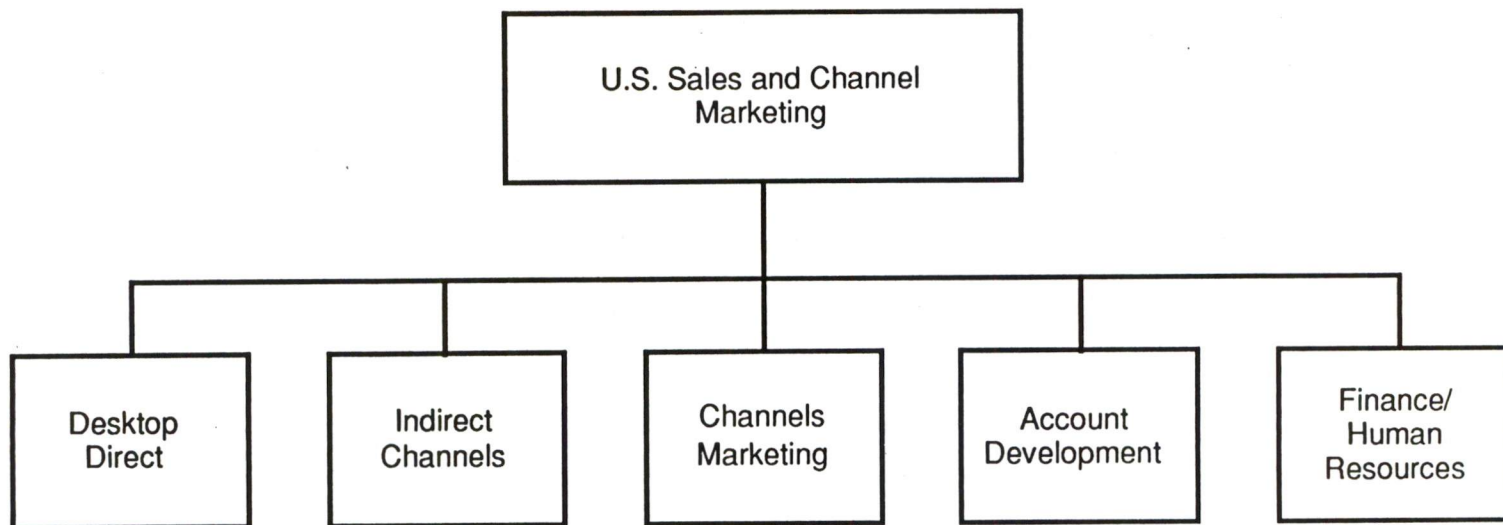 U.S. Sales and Channel
Marketing
Desktop
Direct
Indirect
Channels
Channels
Marketing
Account
Development
Finance/
Human
Resources